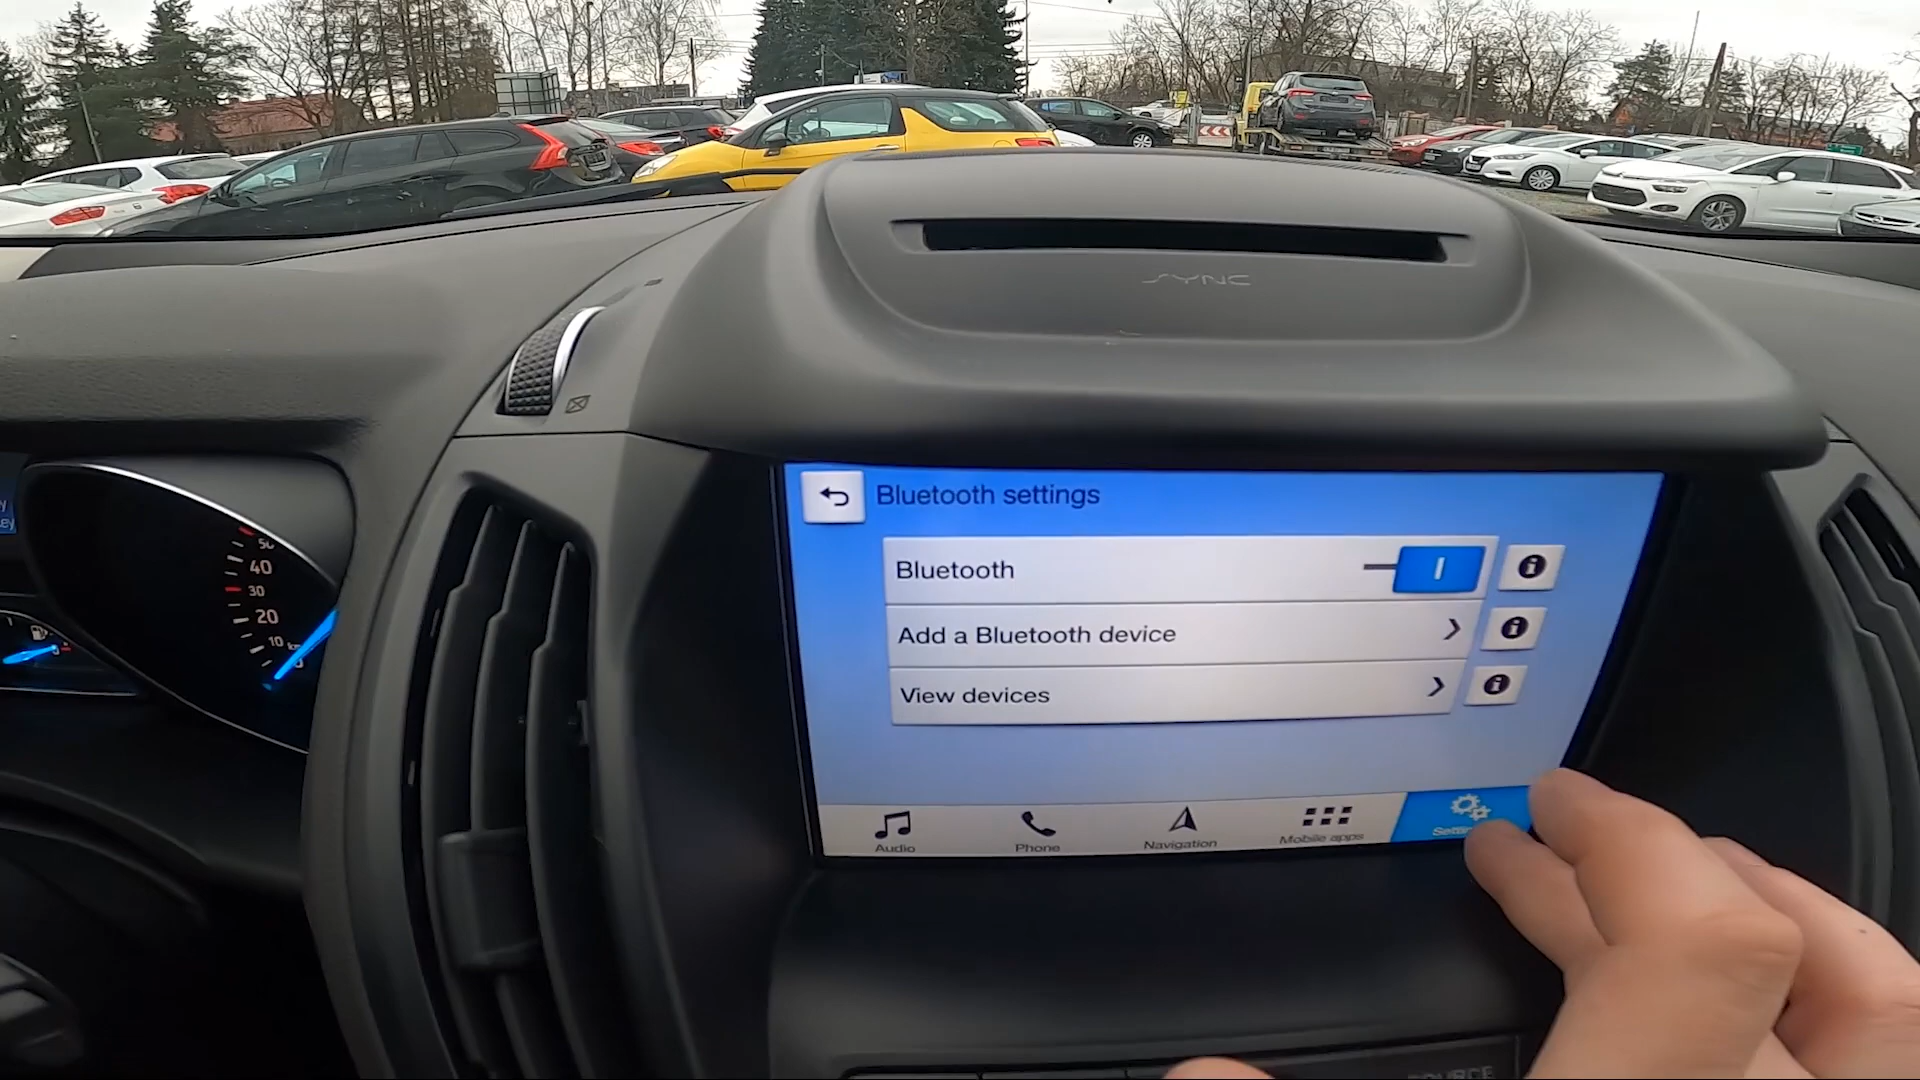 SYNC
Bluetooth settings
Bluetooth
Add a Bluetooth device
View devices
Audio
Phone
Navigation
Mobile apps
50
40
30
20
10
SOURCE